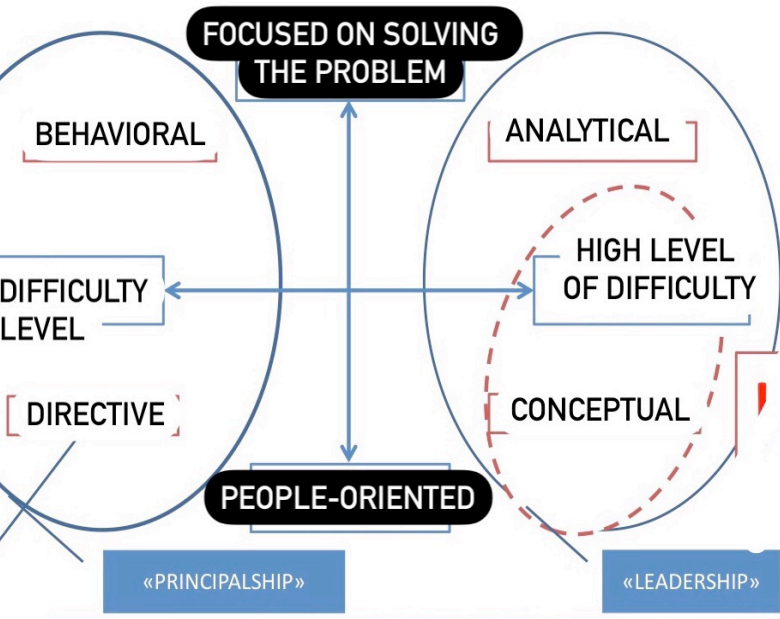 FOCUSED ON SOLVING
THE PROBLEM
BEHAVIORAL
ANALYTICAL
DIFFICULTY
LEVEL
HIGH LEVEL
OF DIFFICULTY
DIRECTIVE
CONCEPTUAL
PEOPLE-ORIENTED
«PRINCIPALSHIP»
«LEADERSHIP»